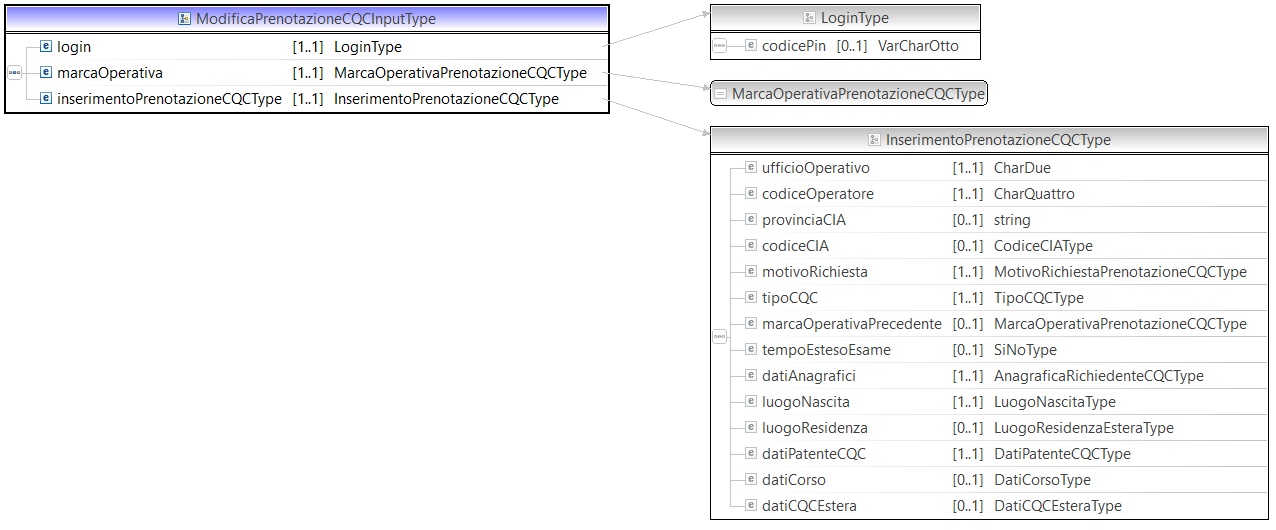 ModificaPrenotazioneCQCInputType
login [1..1] LoginType
marcaOperativa [1..1] MarcaOperativaPrenotazioneCQCType
inserimentoPrenotazioneCQCType [1..1] InserimentoPrenotazioneCQCType
LoginType
codicePin [0..1] VarCharOtto
MarcaOperativaPrenotazioneCQCType
InserimentoPrenotazioneCQCType
ufficioOperativo [1..1] CharDue
codiceOperatore [1..1] CharQuattro
provinciaCIA [0..1] string
codiceCIA [0..1] CodiceCIAType
motivoRichiesta [1..1] MotivoRichiestaPrenotazioneCQCType
tipoCQC [1..1] TipoCQCType
marcaOperativaPrecedente [0..1] MarcaOperativaPrenotazioneCQCType
tempoEstesoEsame [0..1] SiNoType
datiAnagrafici [1..1] AnagraficaRichiedenteCQCType
luogoNascita [1..1] LuogoNascitaType
luogoResidenza [0..1] LuogoResidenzaEsteraType
datiPatenteCQC [1..1] DatiPatenteCQCType
datiCorso [0..1] DatiCorsoType
datiCQCEstera [0..1] DatiCQCEsteraType